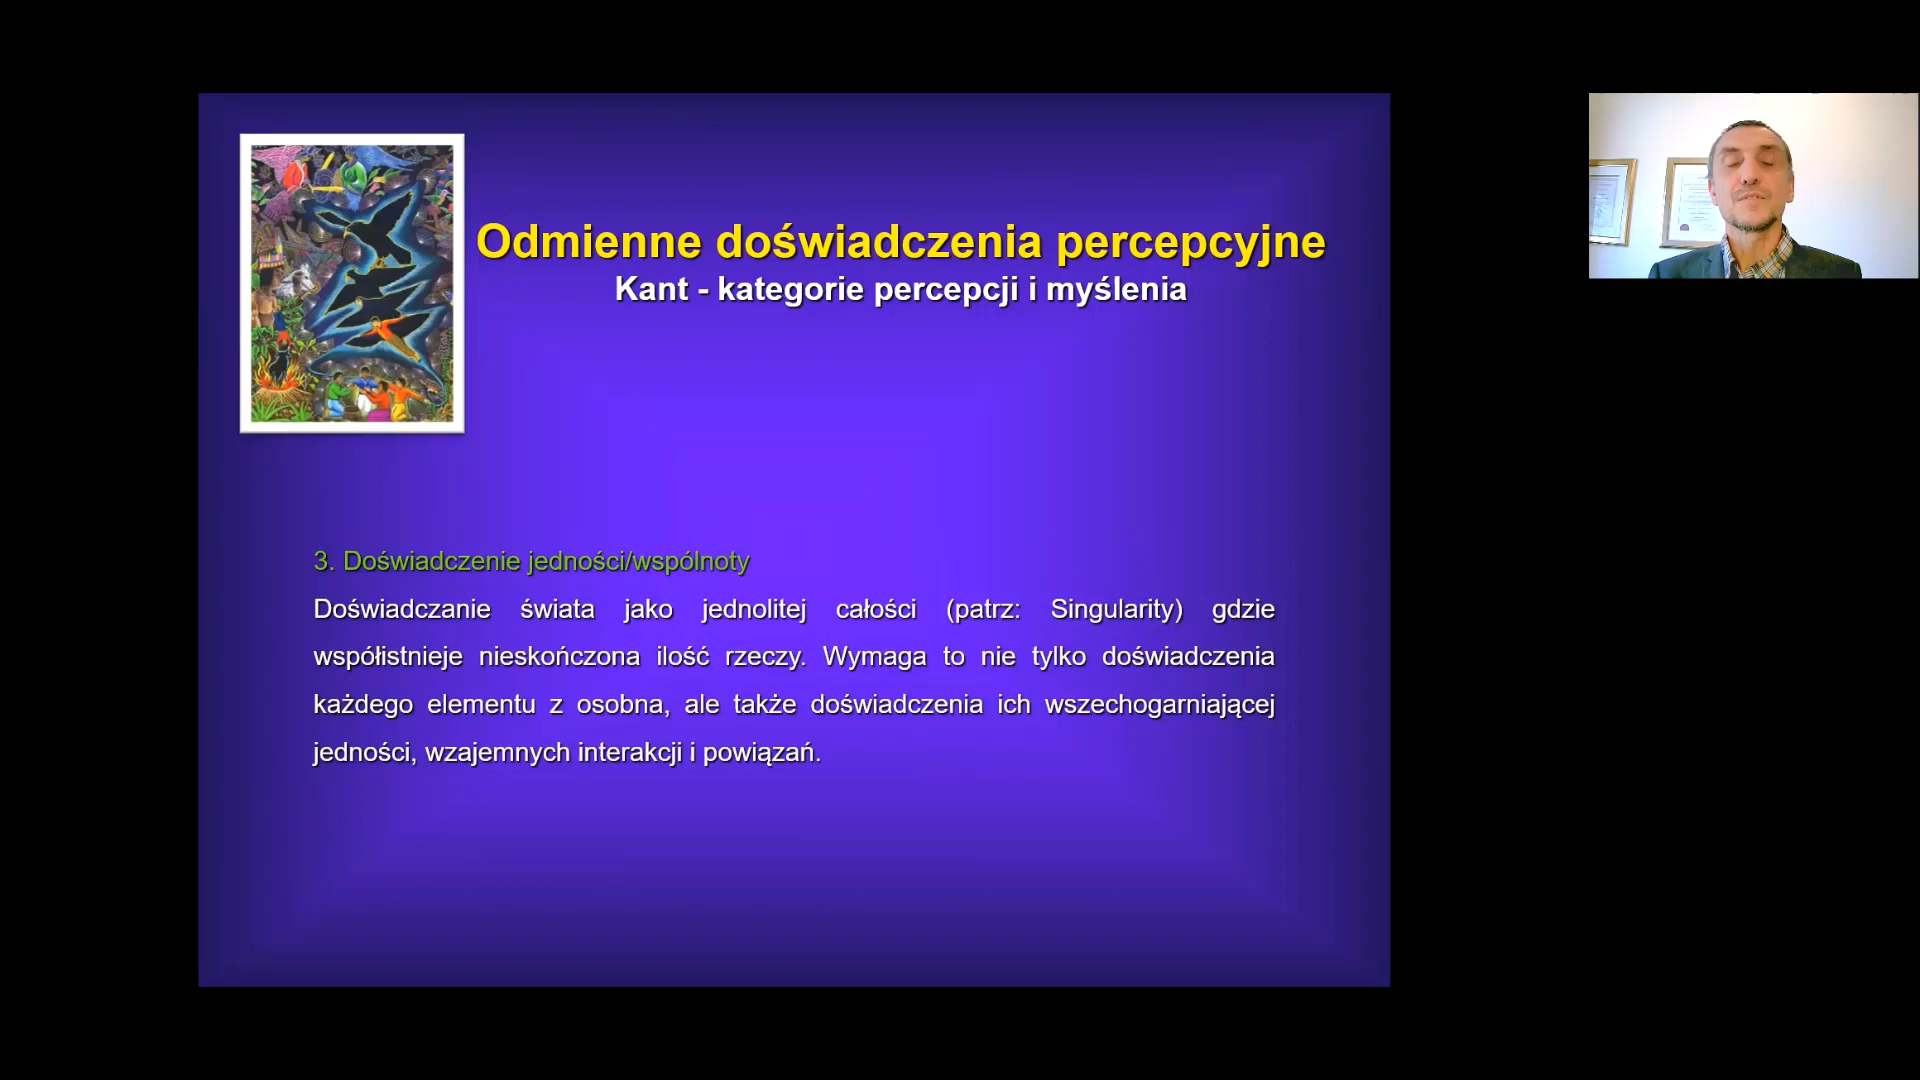 Odmienne doświadczenia percepcyjne
Kant - kategorie percepcji i myślenia
3. Doświadczenie jedności/wspólnoty
Doświadczanie świata jako jednolitej całości (patrz: Singularity) gdzie
współistnieje nieskończona ilość rzeczy. Wymaga to nie tylko doświadczenia
każdego elementu z osobna, ale także doświadczenia ich wszechogarniającej
jedności, wzajemnych interakcji i powiązań.